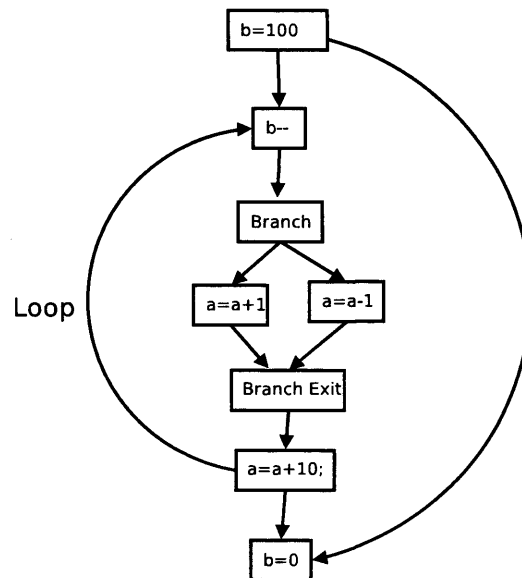 b=100
b--
Branch
a=a+1
a=a-1
Loop
Branch Exit
a=a+10;
b=0